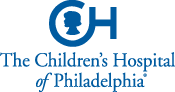 CH
The Children's Hospital
of Philadelphia®